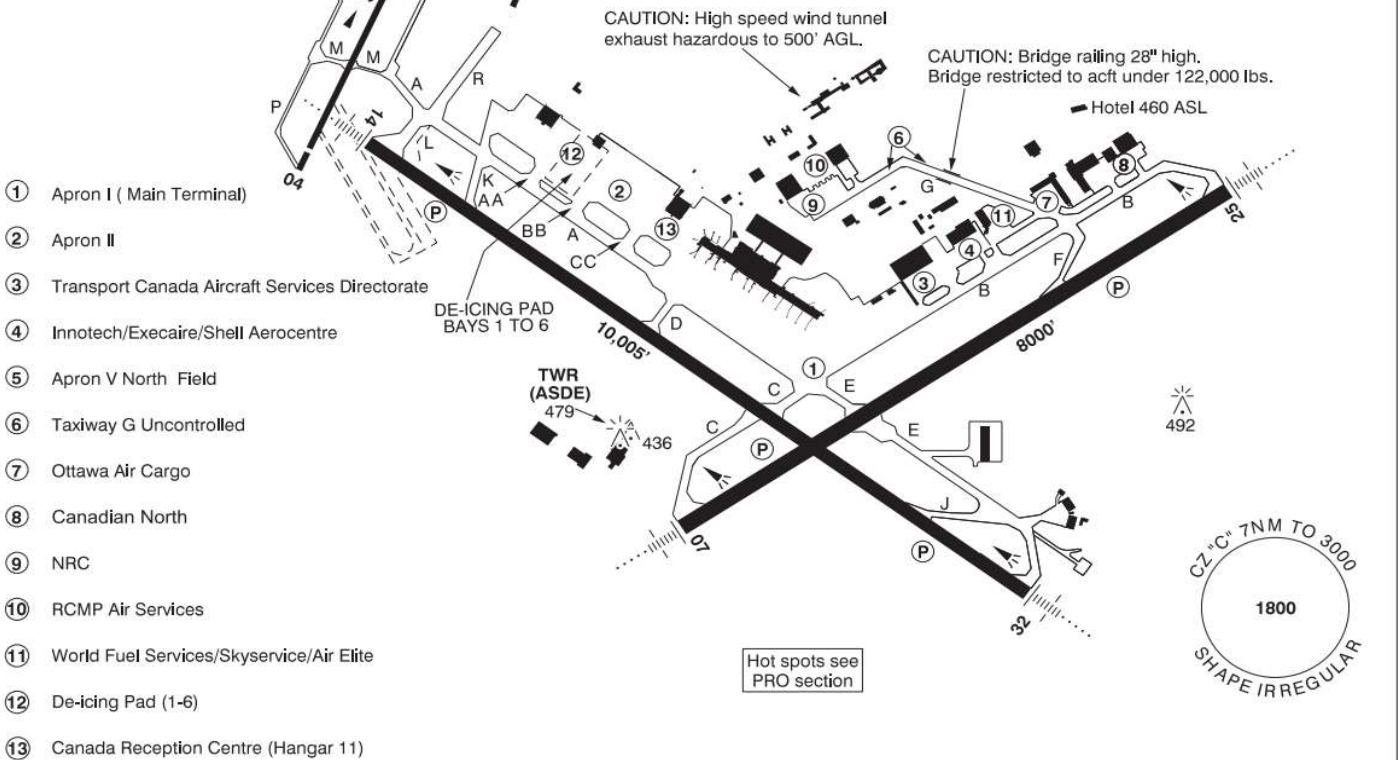 CAUTION: High speed wind tunnel
exhaust hazardous to 500' AGL.
CAUTION: Bridge railing 28" high.
Bridge restricted to acft under 122,000 lbs.
Hotel 460 ASL
M
M
A
R
P
14
L
04
K
AA
P
12
2
BB
A
13
CC
10
9
6
G
11
7
8
B
4
3
B
F
25
P
DE-ICING PAD
BAYS 1 TO 6
D
10,005'
8000'
1
C
E
TWR
(ASDE)
479
436
C
P
E
492
J
07
P
32
CZ "C" 7NM TO 3000
1800
SHAPE IRREGULAR
Hot spots see
PRO section
1 Apron I ( Main Terminal)
2 Apron II
3 Transport Canada Aircraft Services Directorate
4 Innotech/Execaire/Shell Aerocentre
5 Apron V North Field
6 Taxiway G Uncontrolled
7 Ottawa Air Cargo
8 Canadian North
9 NRC
10 RCMP Air Services
11 World Fuel Services/Skyservice/Air Elite
12 De-icing Pad (1-6)
13 Canada Reception Centre (Hangar 11)